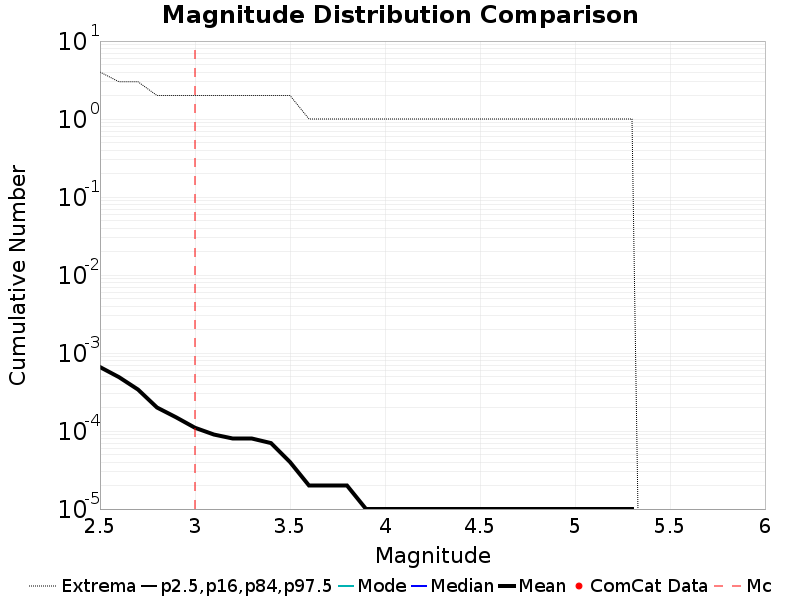 Magnitude Distribution Comparison
Cumulative Number
10^1
10^0
10^-1
10^-2
10^-3
10^-4
10^-5
2.5 3 3.5 4 4.5 5 5.5 6
Magnitude
Extrema p2.5,p16,p84,p97.5 Mode Median Mean ComCat Data Mc